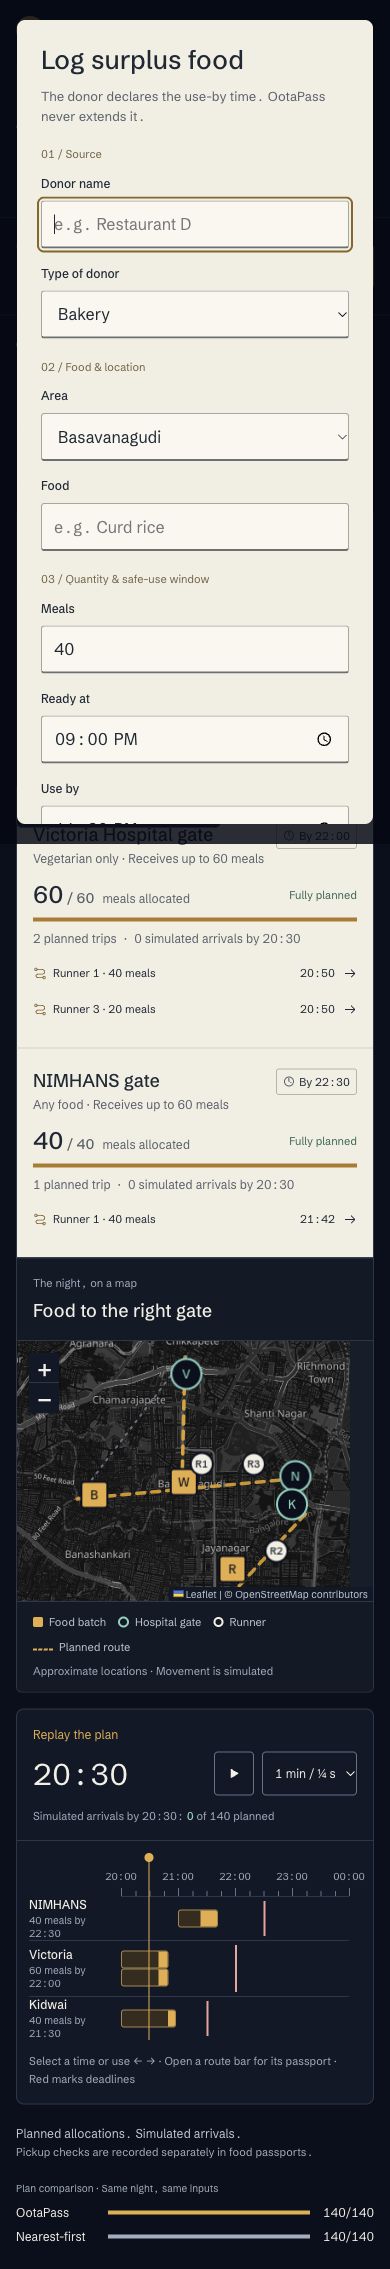 Log surplus food
The donor declares the use-by time. OotaPass
never extends it.
01 / Source
Donor name
e.g. Restaurant D
Type of donor
Bakery
02 / Food & location
Area
Basavanagudi
Food
e.g. Curd rice
03 / Quantity & safe-use window
Meals
40
Ready at
09:00 PM
Use by
Victoria Hospital gate
By 22:00
Vegetarian only · Receives up to 60 meals
60 / 60 meals allocated
Fully planned
2 planned trips · 0 simulated arrivals by 20:30
Runner 1 · 40 meals 20:50 →
Runner 3 · 20 meals 20:50 →
NIMHANS gate
By 22:30
Any food · Receives up to 60 meals
40 / 40 meals allocated
Fully planned
1 planned trip · 0 simulated arrivals by 20:30
Runner 1 · 40 meals 21:42 →
The night, on a map
Food to the right gate
+
−
Chikkapete
Richmond
Town
Chamarajapete
V
Shanti Nagar
R1
R3
N
50 Feet Road
B
W
K
80 Feet Road
Banashankari
Jayanagar
R2
R
Leaflet | © OpenStreetMap contributors
Food batch
Hospital gate
Runner
Planned route
Approximate locations · Movement is simulated
Replay the plan
20:30
1 min / ¼ s
Simulated arrivals by 20:30: 0 of 140 planned
20:00 21:00 22:00 23:00 00:00
NIMHANS
40 meals by
22:30
Victoria
60 meals by
22:00
Kidwai
40 meals by
21:30
Select a time or use ← → · Open a route bar for its passport ·
Red marks deadlines
Planned allocations. Simulated arrivals.
Pickup checks are recorded separately in food passports.
Plan comparison · Same night, same inputs
OotaPass 140/140
Nearest-first 140/140